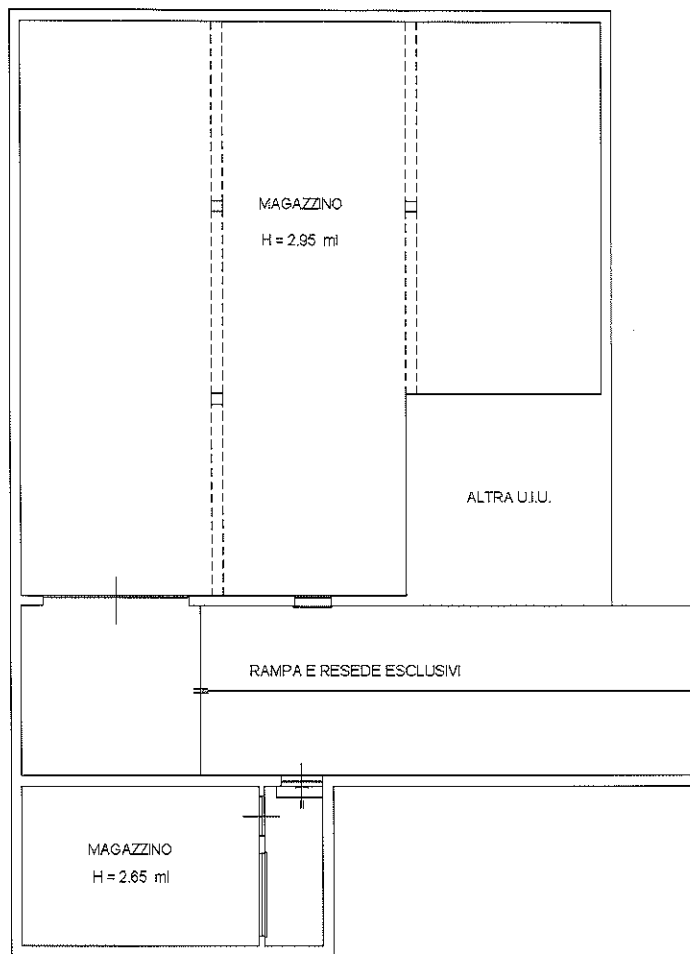 MAGAZZINO
H = 2.95 ml
ALTRA U.I.U.
RAMPA E RESEDE ESCLUSIVI
MAGAZZINO
H = 2.65 ml